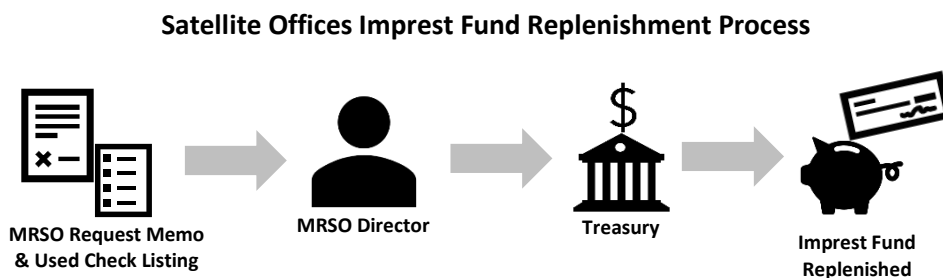 Satellite Offices Imprest Fund Replenishment Process
$
MRSO Request Memo
& Used Check Listing
MRSO Director
Treasury
Imprest Fund
Replenished